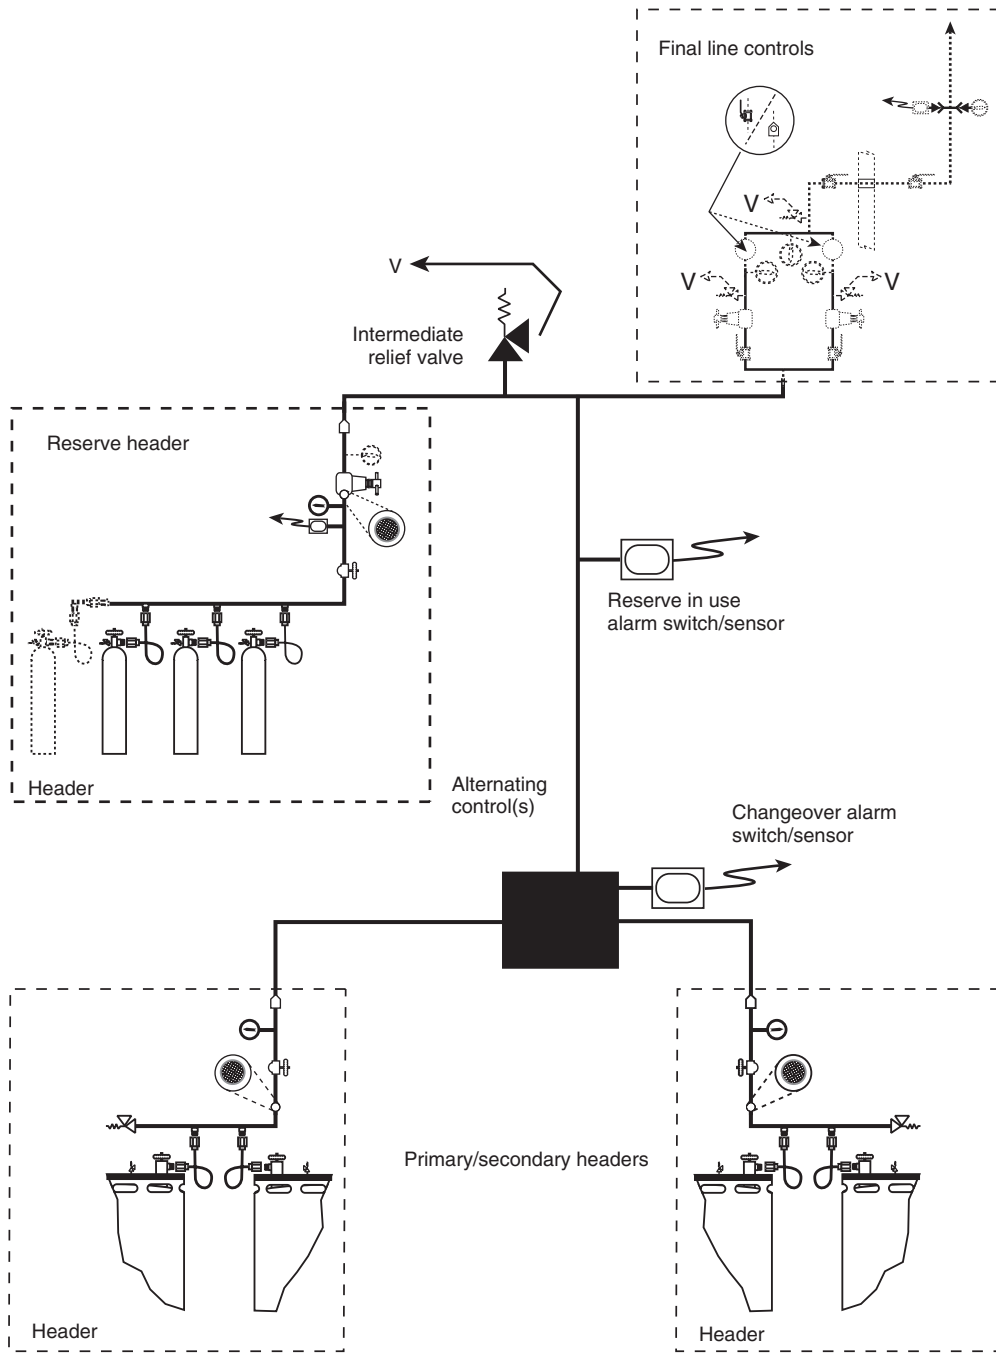 Final line controls
V
V
V
V
Intermediate
relief valve
Reserve header
Reserve in use
alarm switch/sensor
Header
Alternating
control(s)
Changeover alarm
switch/sensor
Primary/secondary headers
Header
Header